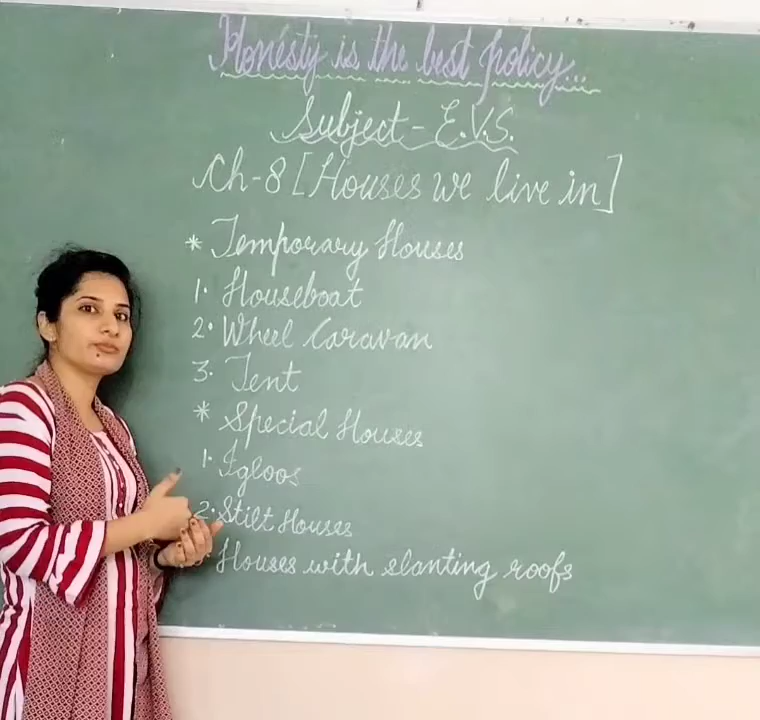 Honesty is the best policy...
Subject - E.V.S.
Ch-8 [Houses we live in]
* Temporary Houses
1. Houseboat
2. Wheel Caravan
3. Tent
* Special Houses
1. Igloos
2. Stilt Houses
Houses with slanting roofs